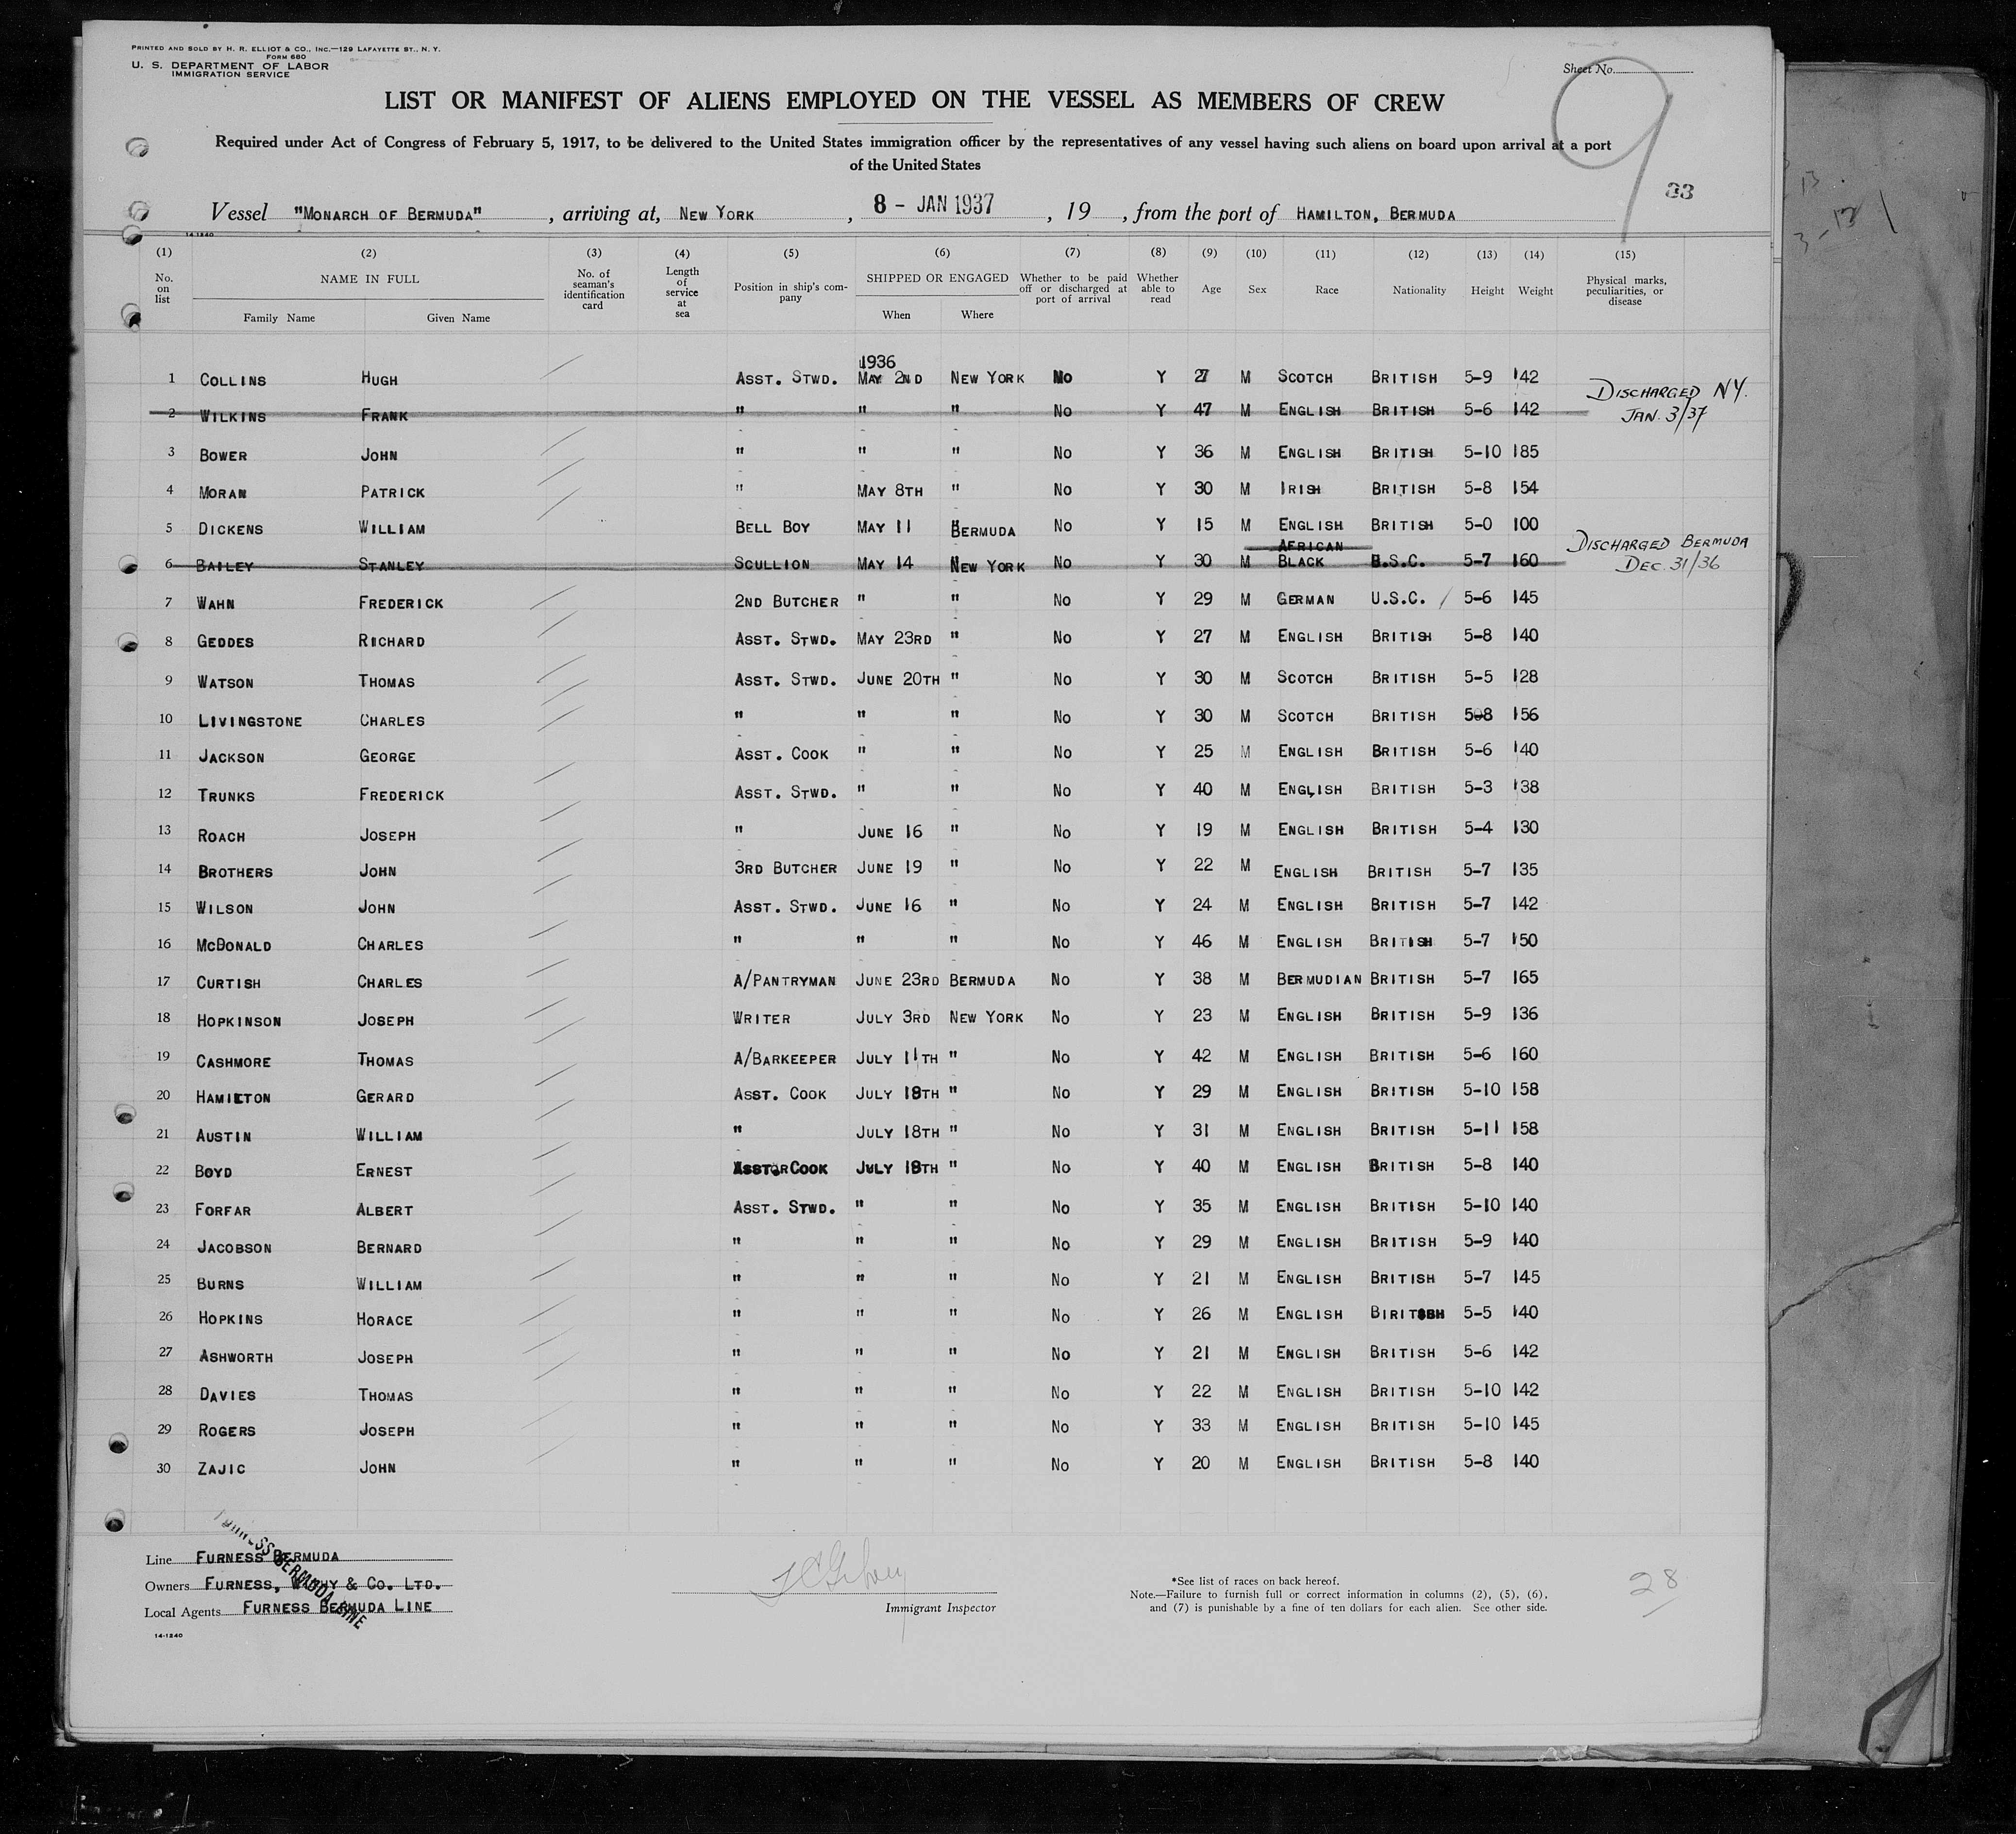 PRINTED AND SOLD BY H. R. ELLIOT & CO., INC.—129 LAFAYETTE ST., N. Y.
FORM 680
U. S. DEPARTMENT OF LABOR
IMMIGRATION SERVICE
Sheet No.
9
LIST OR MANIFEST OF ALIENS EMPLOYED ON THE VESSEL AS MEMBERS OF CREW
Required under Act of Congress of February 5, 1917, to be delivered to the United States immigration officer by the representatives of any vessel having such aliens on board upon arrival at a port
of the United States
33
Vessel "MONARCH OF BERMUDA", arriving at, NEW YORK, 8 - JAN 1937, 19, from the port of HAMILTON, BERMUDA
14-1240
(1) (2) (3) (4) (5) (6) (7) (8) (9) (10) (11) (12) (13) (14) (15)
No. on list
NAME IN FULL
Family Name Given Name
No. of seaman's identification card
Length of service at sea
Position in ship's company
SHIPPED OR ENGAGED
When Where
Whether to be paid off or discharged at port of arrival
Whether able to read
Age
Sex
Race
Nationality
Height
Weight
Physical marks, peculiarities, or disease
1936
1 COLLINS HUGH ASST. STWD. MAY 2ND NEW YORK NO Y 27 M SCOTCH BRITISH 5-9 142
2 WILKINS FRANK " " " NO Y 47 M ENGLISH BRITISH 5-6 142 DISCHARGED NY. JAN. 3/37
3 BOWER JOHN " " " NO Y 36 M ENGLISH BRITISH 5-10 185
4 MORAN PATRICK " MAY 8TH " NO Y 30 M IRISH BRITISH 5-8 154
5 DICKENS WILLIAM BELL BOY MAY 11 " BERMUDA NO Y 15 M ENGLISH BRITISH 5-0 100
6 BAILEY STANLEY SCULLION MAY 14 NEW YORK NO Y 30 M AFRICAN BLACK U.S.C. 5-7 160 DISCHARGED BERMUDA DEC. 31/36
7 WAHN FREDERICK 2ND BUTCHER " " NO Y 29 M GERMAN U.S.C. 5-6 145
8 GEDDES RICHARD ASST. STWD. MAY 23RD " NO Y 27 M ENGLISH BRITISH 5-8 140
9 WATSON THOMAS ASST. STWD. JUNE 20TH " NO Y 30 M SCOTCH BRITISH 5-5 128
10 LIVINGSTONE CHARLES " " " NO Y 30 M SCOTCH BRITISH 5-8 156
11 JACKSON GEORGE ASST. COOK " " NO Y 25 M ENGLISH BRITISH 5-6 140
12 TRUNKS FREDERICK ASST. STWD. " " NO Y 40 M ENGLISH BRITISH 5-3 138
13 ROACH JOSEPH " JUNE 16 " NO Y 19 M ENGLISH BRITISH 5-4 130
14 BROTHERS JOHN 3RD BUTCHER JUNE 19 " NO Y 22 M ENGLISH BRITISH 5-7 135
15 WILSON JOHN ASST. STWD. JUNE 16 " NO Y 24 M ENGLISH BRITISH 5-7 142
16 MCDONALD CHARLES " " " NO Y 46 M ENGLISH BRITISH 5-7 150
17 CURTISH CHARLES A/PANTRYMAN JUNE 23RD BERMUDA NO Y 38 M BERMUDIAN BRITISH 5-7 165
18 HOPKINSON JOSEPH WRITER JULY 3RD NEW YORK NO Y 23 M ENGLISH BRITISH 5-9 136
19 CASHMORE THOMAS A/BARKEEPER JULY 11TH " NO Y 42 M ENGLISH BRITISH 5-6 160
20 HAMILTON GERARD ASST. COOK JULY 18TH " NO Y 29 M ENGLISH BRITISH 5-10 158
21 AUSTIN WILLIAM " JULY 18TH " NO Y 31 M ENGLISH BRITISH 5-11 158
22 BOYD ERNEST ASST. COOK JULY 18TH " NO Y 40 M ENGLISH BRITISH 5-8 140
23 FORFAR ALBERT ASST. STWD. " " NO Y 35 M ENGLISH BRITISH 5-10 140
24 JACOBSON BERNARD " " " NO Y 29 M ENGLISH BRITISH 5-9 140
25 BURNS WILLIAM " " " NO Y 21 M ENGLISH BRITISH 5-7 145
26 HOPKINS HORACE " " " NO Y 26 M ENGLISH BIRITSH 5-5 140
27 ASHWORTH JOSEPH " " " NO Y 21 M ENGLISH BRITISH 5-6 142
28 DAVIES THOMAS " " " NO Y 22 M ENGLISH BRITISH 5-10 142
29 ROGERS JOSEPH " " " NO Y 33 M ENGLISH BRITISH 5-10 145
30 ZAJIC JOHN " " " NO Y 20 M ENGLISH BRITISH 5-8 140
Line FURNESS BERMUDA
Owners FURNESS, WITHY & CO. LTD.
Local Agents FURNESS BERMUDA LINE
FURNESS BERMUDA LINE
14-1240
Immigrant Inspector
*See list of races on back hereof.
Note.—Failure to furnish full or correct information in columns (2), (5), (6),
and (7) is punishable by a fine of ten dollars for each alien. See other side.
28